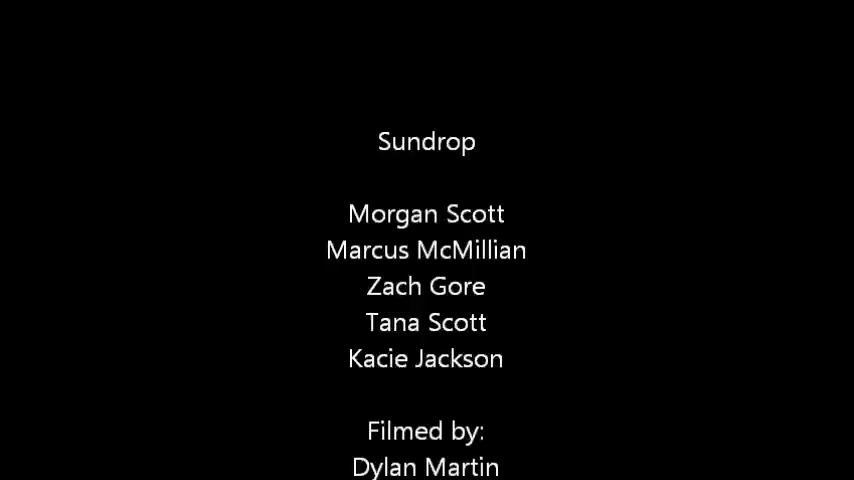 Sundrop
Morgan Scott
Marcus McMillian
Zach Gore
Tana Scott
Kacie Jackson
Filmed by:
Dylan Martin